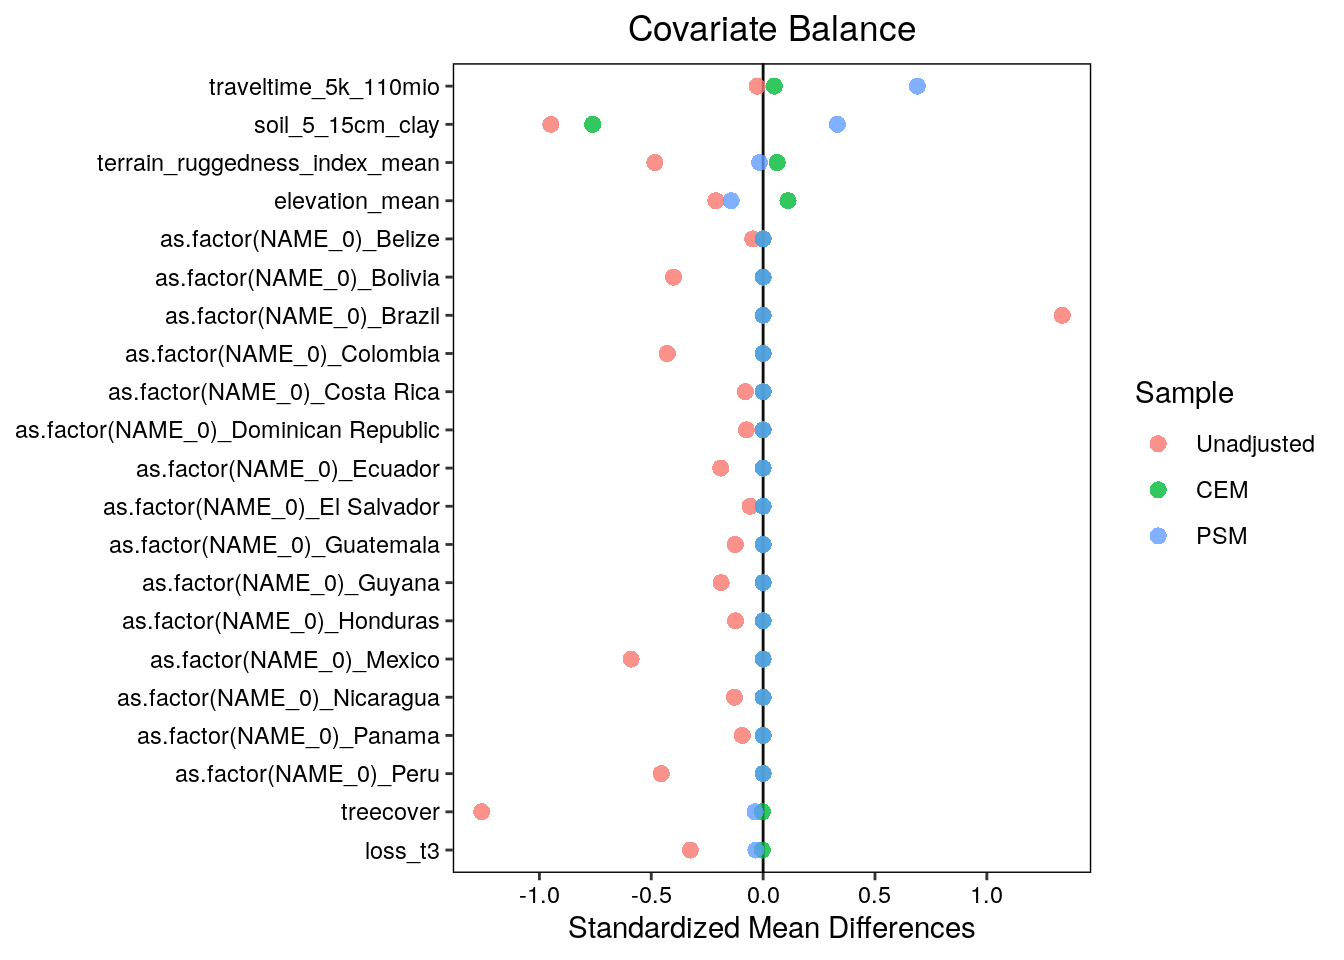 Covariate Balance
traveltime_5k_110mio
soil_5_15cm_clay
terrain_ruggedness_index_mean
elevation_mean
as.factor(NAME_0)_Belize
as.factor(NAME_0)_Bolivia
as.factor(NAME_0)_Brazil
as.factor(NAME_0)_Colombia
as.factor(NAME_0)_Costa Rica
as.factor(NAME_0)_Dominican Republic
as.factor(NAME_0)_Ecuador
as.factor(NAME_0)_El Salvador
as.factor(NAME_0)_Guatemala
as.factor(NAME_0)_Guyana
as.factor(NAME_0)_Honduras
as.factor(NAME_0)_Mexico
as.factor(NAME_0)_Nicaragua
as.factor(NAME_0)_Panama
as.factor(NAME_0)_Peru
treecover
loss_t3
-1.0 -0.5 0.0 0.5 1.0
Standardized Mean Differences
Sample
Unadjusted
CEM
PSM